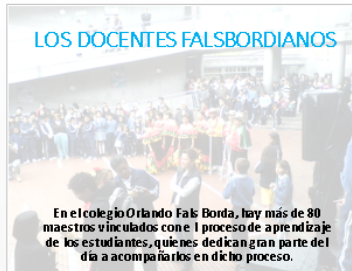 LOS DOCENTES FALSBORDIANOS
En el colegio Orlando Fals Borda, hay más de 80
maestros vinculados con e l proceso de aprendizaje
de los estudiantes, quienes dedican gran parte del
día a acompañarlos en dicho proceso.